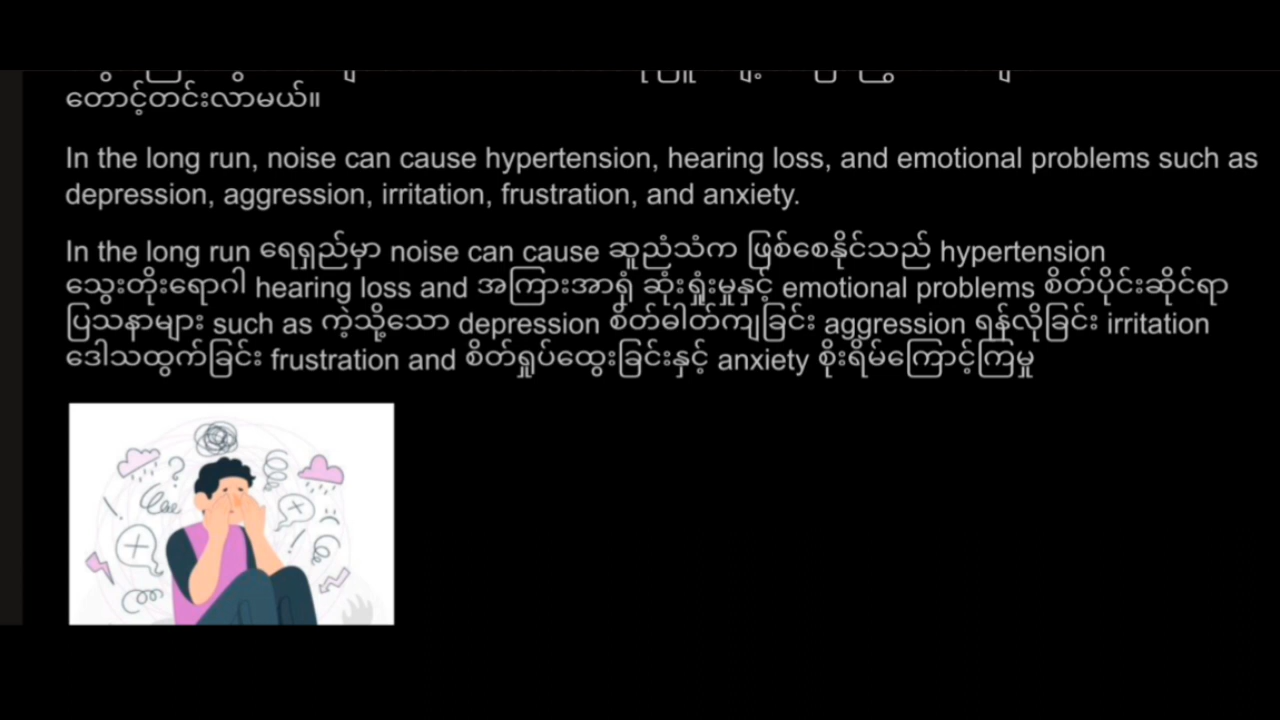 တောင့်တင်းလာမယ်။
In the long run, noise can cause hypertension, hearing loss, and emotional problems such as
depression, aggression, irritation, frustration, and anxiety.
In the long run ရေရှည်မှာ noise can cause ဆူညံသံက ဖြစ်စေနိုင်သည် hypertension
သွေးတိုးရောဂါ hearing loss and အကြားအာရုံ ဆုံးရှုံးမှုနှင့် emotional problems စိတ်ပိုင်းဆိုင်ရာ
ပြသနာများ such as ကဲ့သို့သော depression စိတ်ဓါတ်ကျခြင်း aggression ရန်လိုခြင်း irritation
ဒေါသထွက်ခြင်း frustration and စိတ်ရှုပ်ထွေးခြင်းနှင့် anxiety စိုးရိမ်ကြောင့်ကြမှု